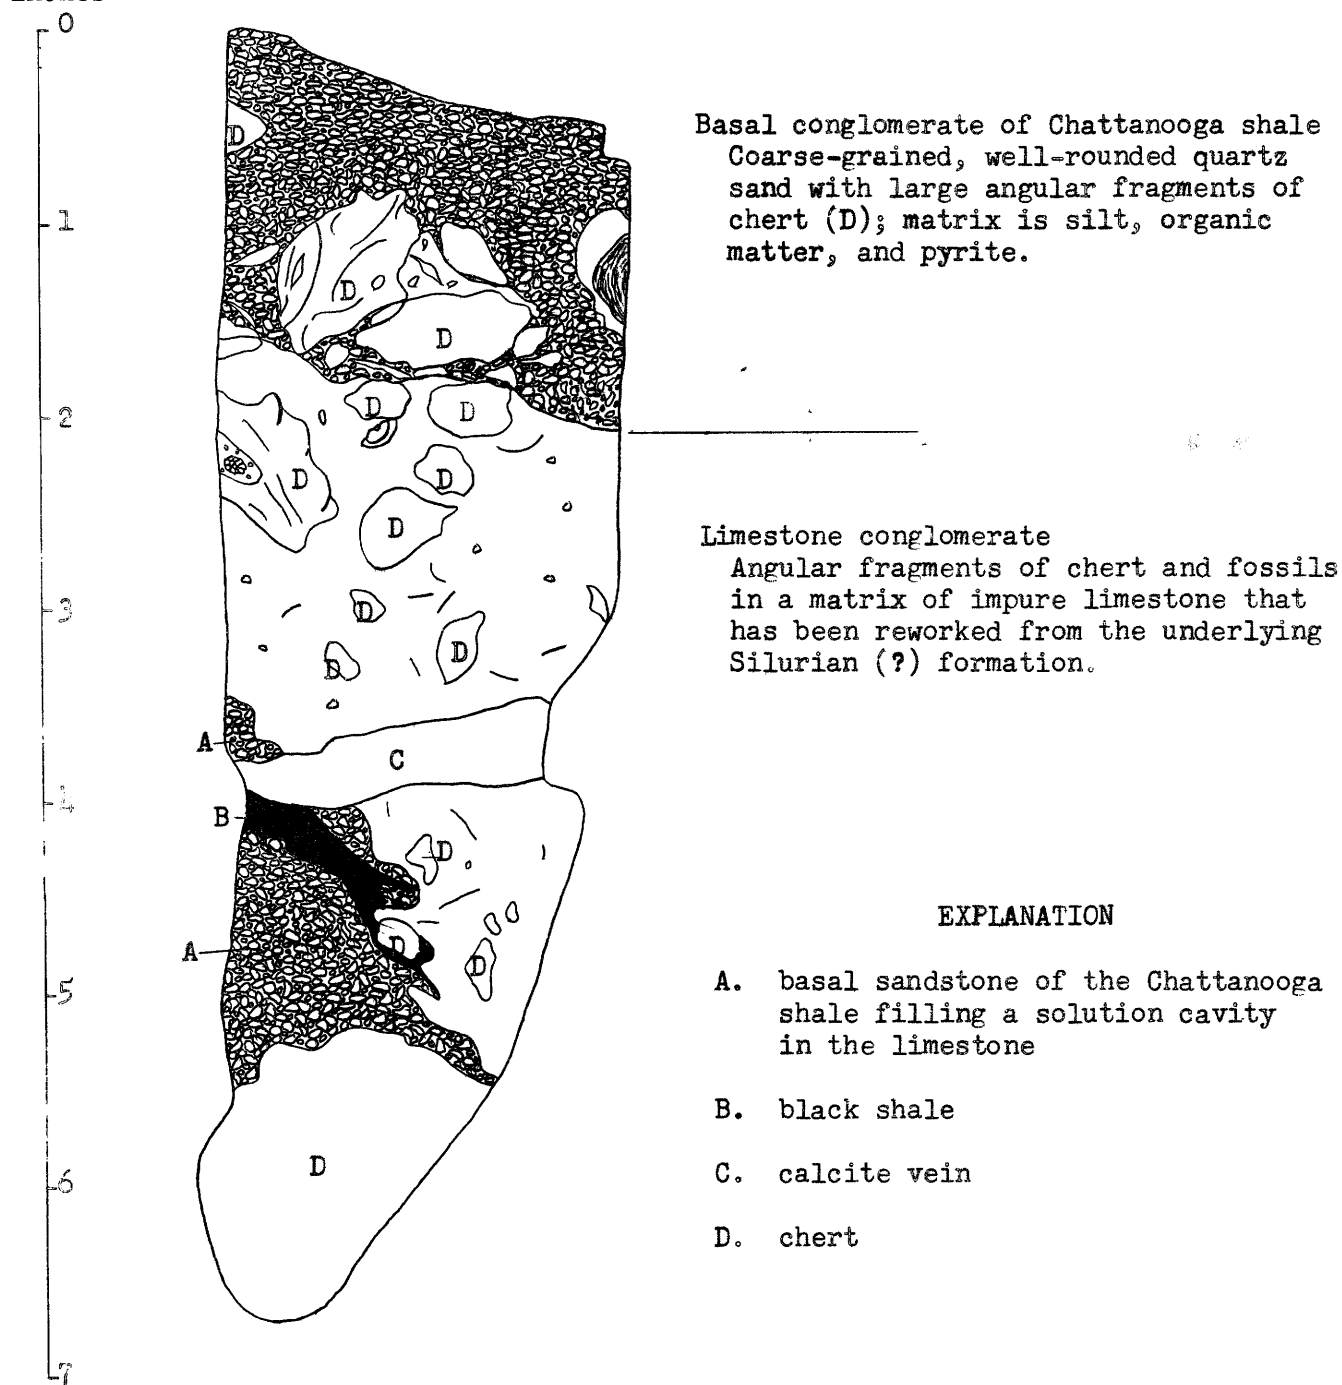 0
Basal conglomerate of Chattanooga shale
Coarse-grained, well-rounded quartz
sand with large angular fragments of
chert (D); matrix is silt, organic
matter, and pyrite.
D
1
D
D
2
D
D
D
D
D
Limestone conglomerate
Angular fragments of chert and fossils
in a matrix of impure limestone that
has been reworked from the underlying
Silurian (?) formation.
3
D
D
D
A
C
4
B
D
EXPLANATION
A
D
D
5
A. basal sandstone of the Chattanooga
shale filling a solution cavity
in the limestone
B. black shale
6
D
C. calcite vein
D. chert
7